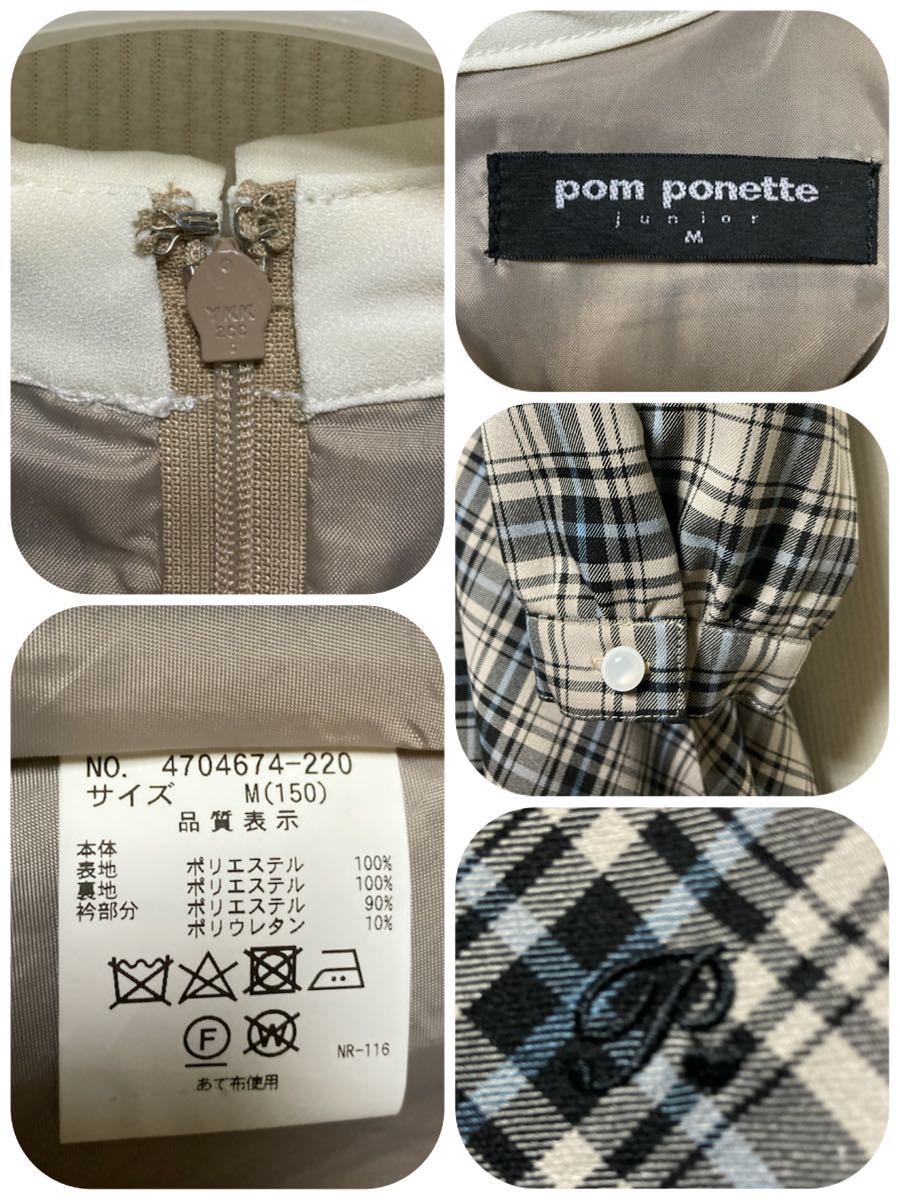 YKK
pom ponette
junior
M
NO. 4704674-220
サイズ M(150)
品質表示
本体
表地 ポリエステル 100%
裏地 ポリエステル 100%
衿部分 ポリエステル 90%
ポリウレタン 10%
F
W
NR-116
あて布使用
P